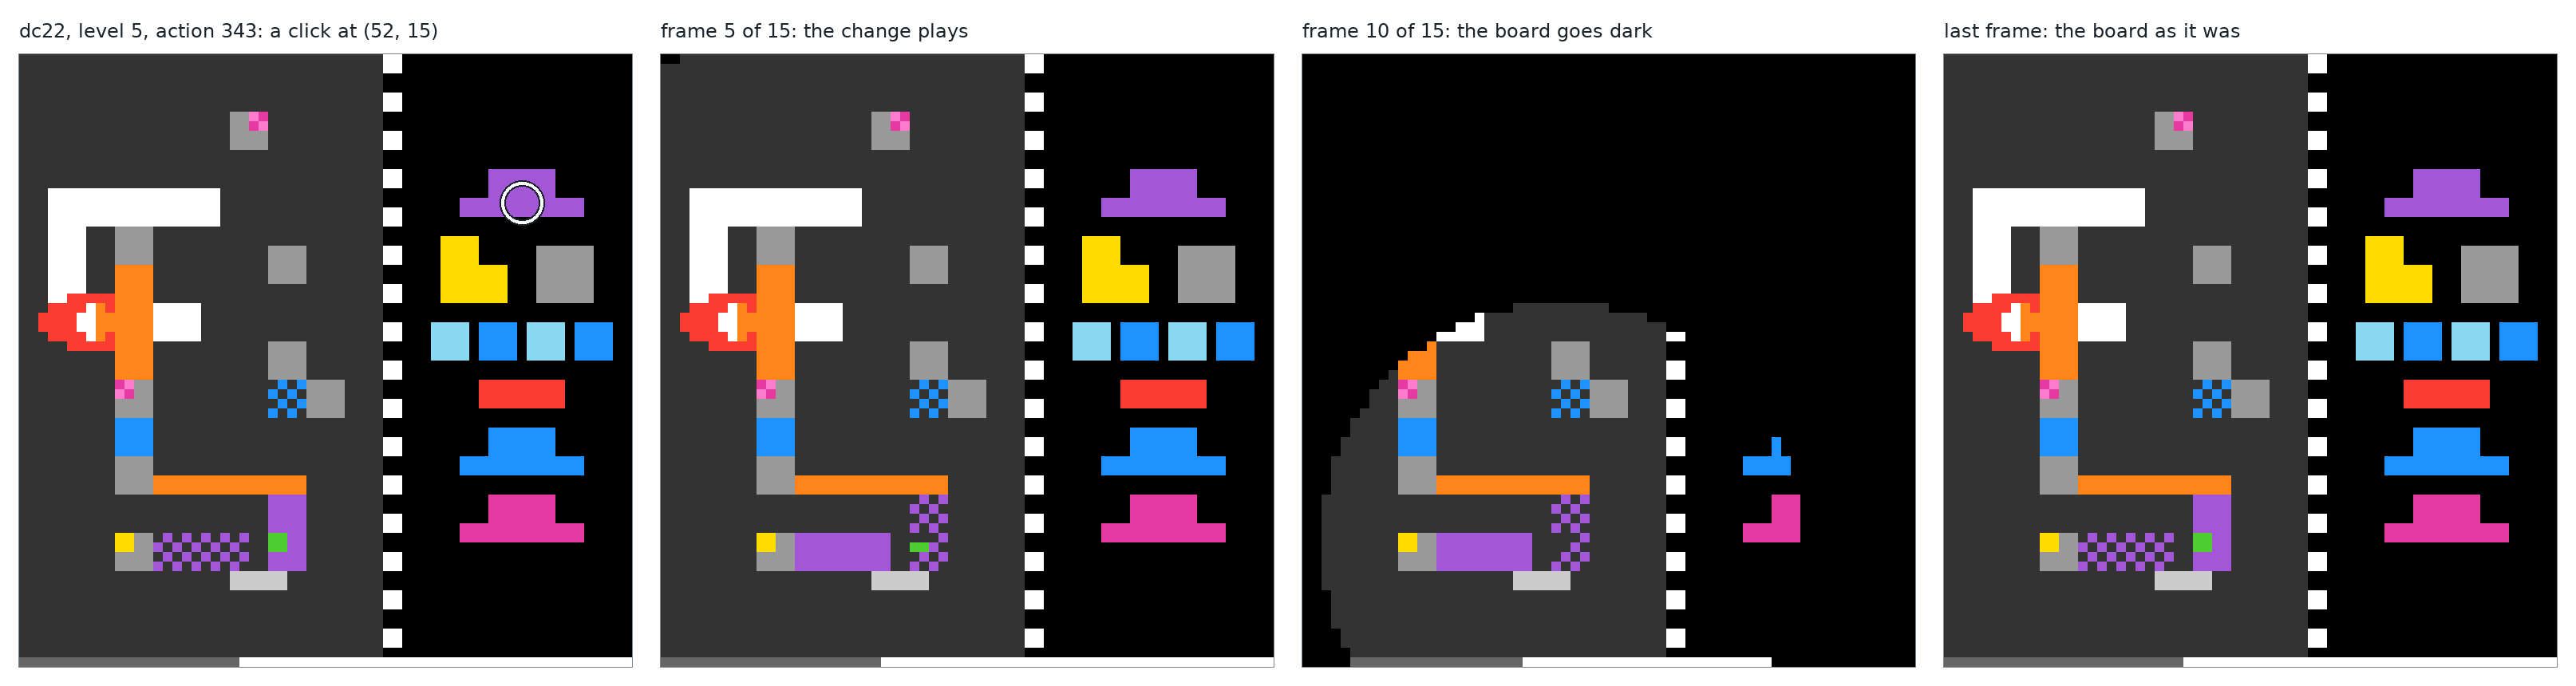 dc22, level 5, action 343: a click at (52, 15)
frame 5 of 15: the change plays
frame 10 of 15: the board goes dark
last frame: the board as it was